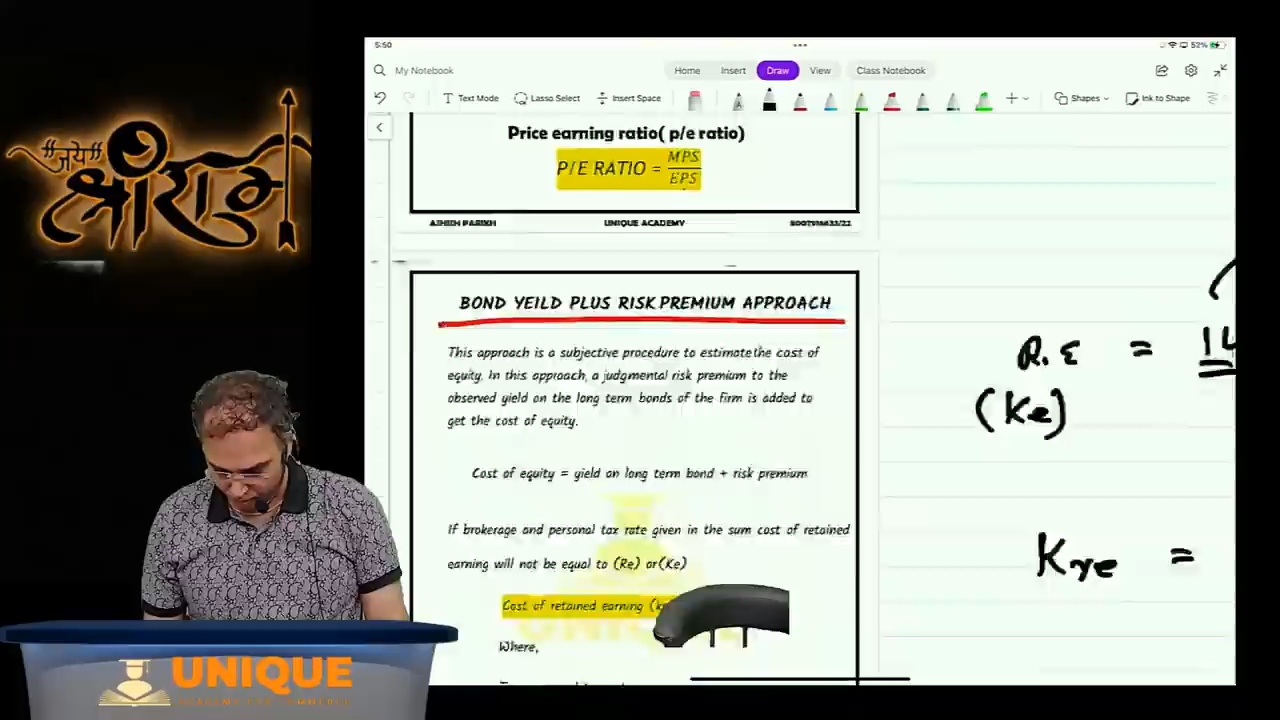 5:50
52%
My Notebook
Home Insert Draw View Class Notebook
Text Mode Lasso Select Insert Space Shapes Ink to Shape
Price earning ratio( p/e ratio)
P/E RATIO = MPS
EPS
ASHISH PARIKH UNIQUE ACADEMY
BOND YEILD PLUS RISK PREMIUM APPROACH
This approach is a subjective procedure to estimate the cost of
equity. In this approach, a judgmental risk premium to the
observed yield on the long term bonds of the firm is added to
get the cost of equity.
Cost of equity = yield on long term bond + risk premium
If brokerage and personal tax rate given in the sum cost of retained
earning will not be equal to (Re) or(Ke)
Cost of retained earning
Where,
R.E =
(Ke)
Kre =
"जय"
श्री राम
UNIQUE